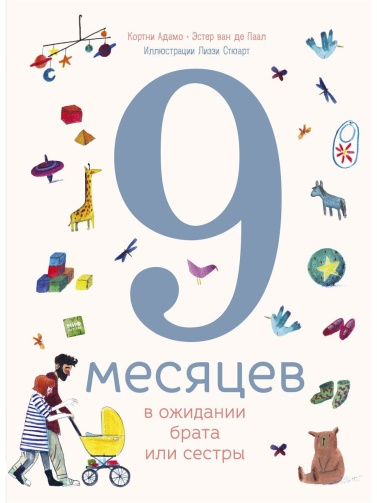 Кортни Адамо • Эстер ван де Паал
Иллюстрации Лиззи Стюарт
9
месяцев
в ожидании
брата
или сестры